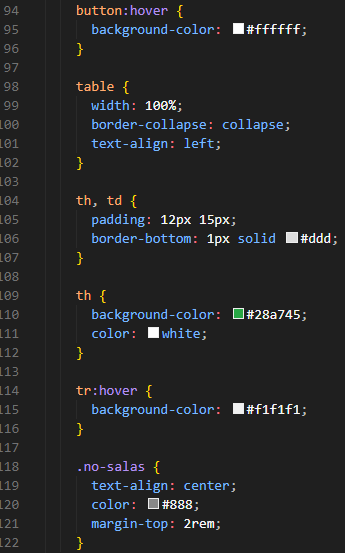 94 button:hover {
95 background-color: #ffffff;
96 }
97
98 table {
99 width: 100%;
100 border-collapse: collapse;
101 text-align: left;
102 }
103
104 th, td {
105 padding: 12px 15px;
106 border-bottom: 1px solid #ddd;
107 }
108
109 th {
110 background-color: #28a745;
111 color: white;
112 }
113
114 tr:hover {
115 background-color: #f1f1f1;
116 }
117
118 .no-salas {
119 text-align: center;
120 color: #888;
121 margin-top: 2rem;
122 }